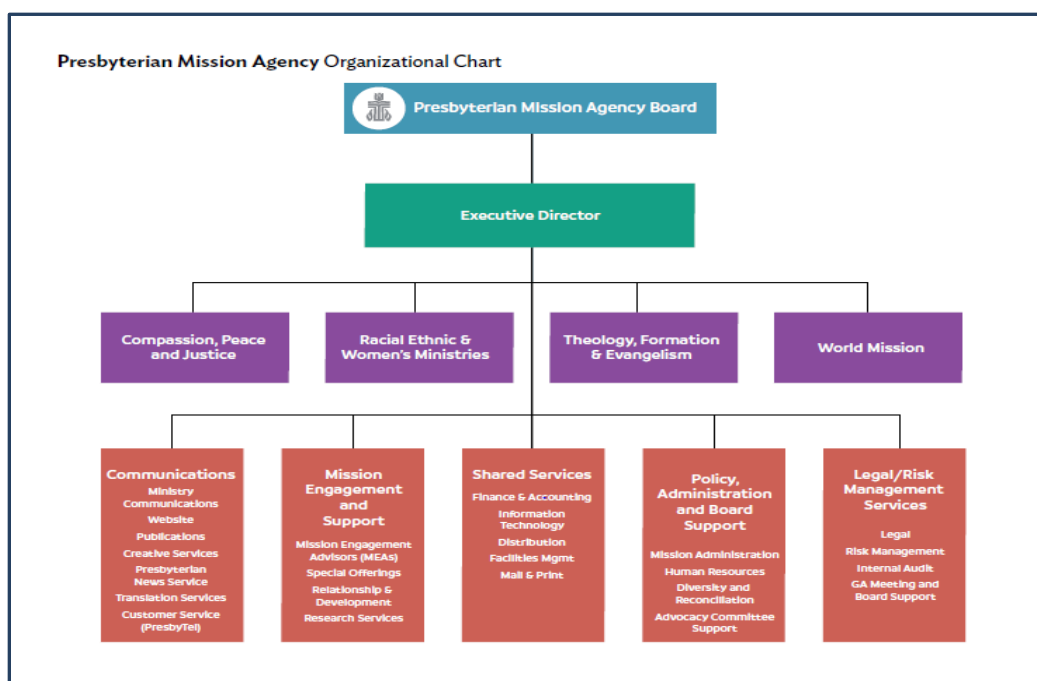 Presbyterian Mission Agency Organizational Chart
Presbyterian Mission Agency Board
Executive Director
Compassion, Peace
and Justice
Racial Ethnic &
Women's Ministries
Theology, Formation
& Evangelism
World Mission
Communications
Ministry
Communications
Website
Publications
Creative Services
Presbyterian
News Service
Translation Services
Customer Service
(PresbyTel)
Mission
Engagement
and
Support
Mission Engagement
Advisors (MEAs)
Special Offerings
Relationship &
Development
Research Services
Shared Services
Finance & Accounting
Information
Technology
Distribution
Facilities Mgmt
Mail & Print
Policy,
Administration
and Board
Support
Mission Administration
Human Resources
Diversity and
Reconciliation
Advocacy Committee
Support
Legal/Risk
Management
Services
Legal
Risk Management
Internal Audit
GA Meeting and
Board Support